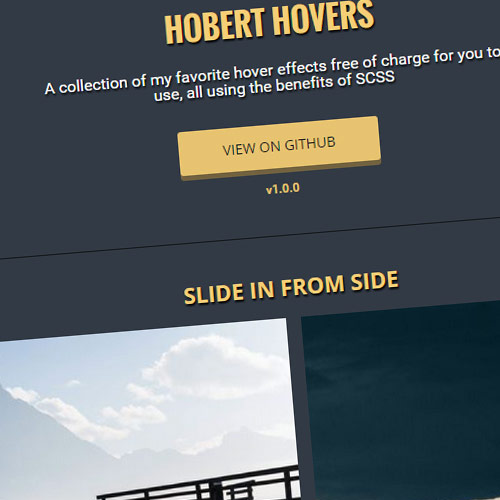 HOBERT HOVERS
A collection of my favorite hover effects free of charge for you to
use, all using the benefits of SCSS
VIEW ON GITHUB
v1.0.0
SLIDE IN FROM SIDE